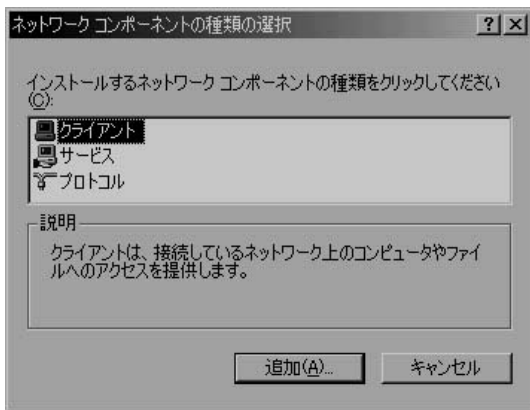 ネットワーク コンポーネントの種類の選択
インストールするネットワーク コンポーネントの種類をクリックしてください
(C):
クライアント
サービス
プロトコル
説明
クライアントは、接続しているネットワーク上のコンピュータやファイ
ルへのアクセスを提供します。
追加(A)...
キャンセル